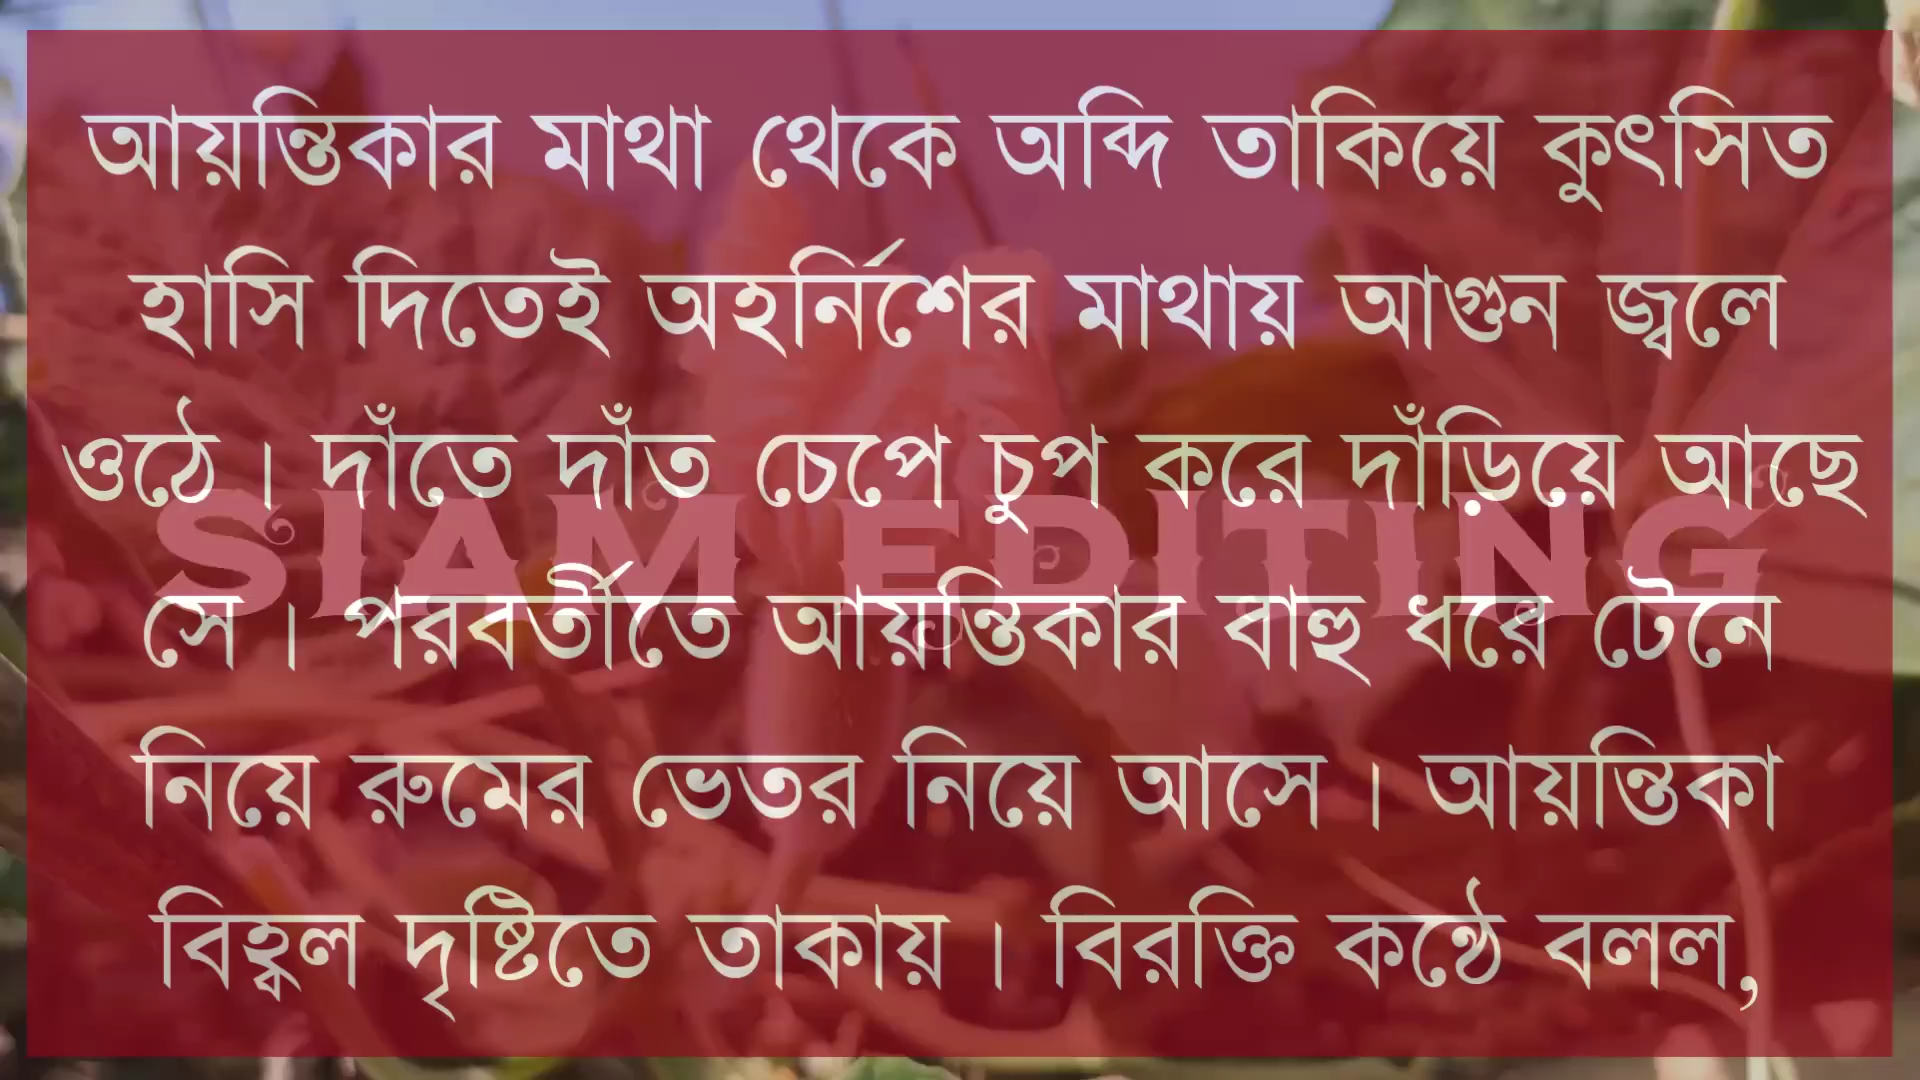 আয়ন্তিকার মাথা থেকে অব্দি তাকিয়ে কুৎসিত
হাসি দিতেই অহর্নিশের মাথায় আগুন জ্বলে
ওঠে । দাঁতে দাঁত চেপে চুপ করে দাঁড়িয়ে আছে
SIAM EDITING
সে । পরবর্তীতে আয়ন্তিকার বাহু ধরে টেনে
নিয়ে রুমের ভেতর নিয়ে আসে । আয়ন্তিকা
বিহ্বল দৃষ্টিতে তাকায় । বিরক্তি কন্ঠে বলল,